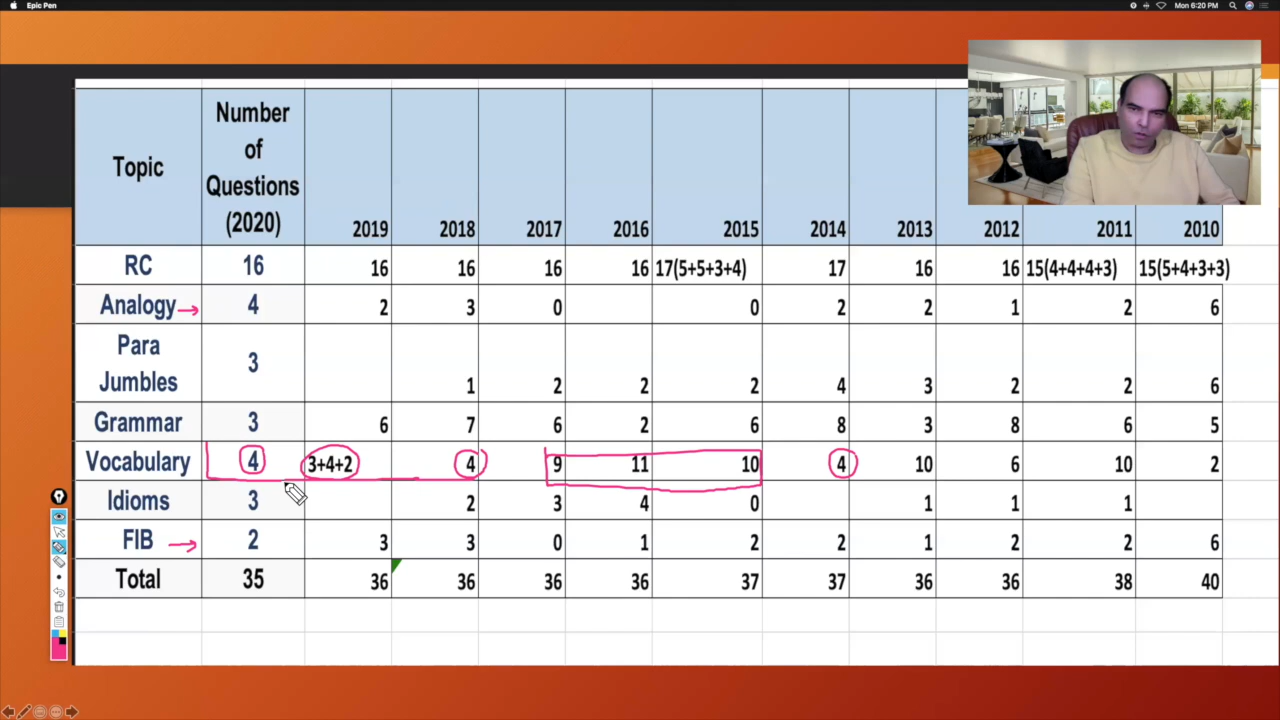 Epic Pen
Mon 6:20 PM
Topic Number of Questions (2020) 2019 2018 2017 2016 2015 2014 2013 2012 2011 2010
RC 16 16 16 16 16 17(5+5+3+4) 17 16 16 15(4+4+4+3) 15(5+4+3+3)
Analogy 4 2 3 0 0 2 2 1 2 6
Para Jumbles 3 1 2 2 2 4 3 2 2 6
Grammar 3 6 7 6 2 6 8 3 8 6 5
Vocabulary 4 3+4+2 4 9 11 10 4 10 6 10 2
Idioms 3 2 3 4 0 1 1 1
FIB 2 3 3 0 1 2 2 1 2 2 6
Total 35 36 36 36 36 37 37 36 36 38 40